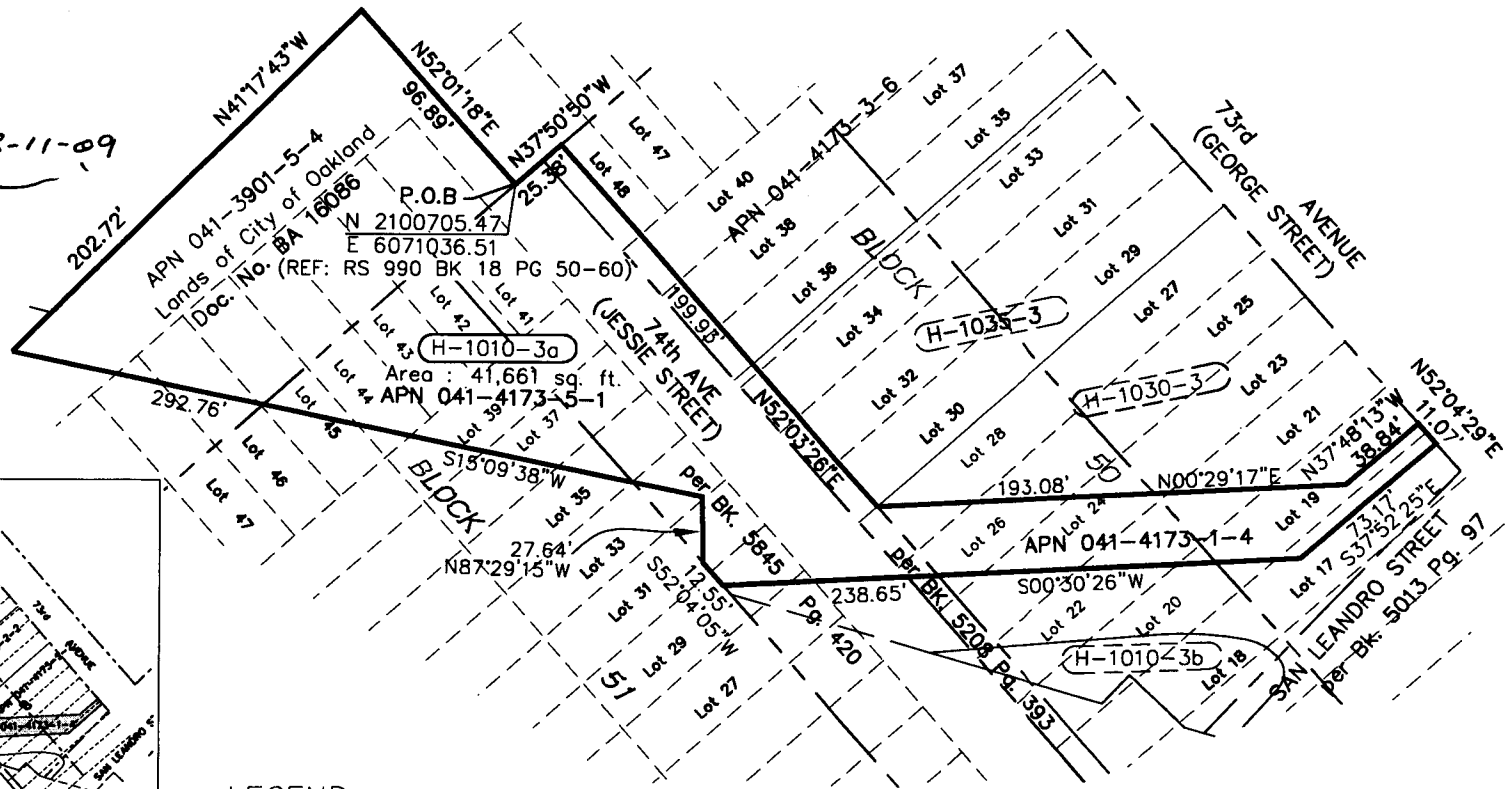 N41°17'43"W
202.72'
N52°01'18"E
96.89'
N37°50'50"W
25.38'
-11-09
APN 041-3901-5-4
Lands of City of Oakland
Doc. No. BA 16086
P.O.B
N 2100705.47
E 6071036.51
(REF: RS 990 BK 18 PG 50-60)
Lot 47
Lot 48
Lot 40
APN 041-4173-3-6
Lot 38
Lot 36
Lot 34
Lot 32
Lot 30
Lot 28
Lot 26
Lot 24
Lot 22
Lot 20
Lot 18
BLOCK
50
Lot 37
Lot 35
Lot 33
Lot 31
Lot 29
Lot 27
Lot 25
Lot 23
Lot 21
Lot 19
Lot 17
73rd
(GEORGE STREET)
AVENUE
H-1035-3
H-1030-3
Lot 41
Lot 42
Lot 43
Lot 44
Lot 45
Lot 46
Lot 47
H-1010-3a
Area : 41,661 sq. ft.
APN 041-4173-5-1
Lot 39
Lot 37
Lot 35
Lot 33
Lot 31
Lot 29
Lot 27
BLOCK
51
74th AVE
(JESSIE STREET)
per BK. 5845
Pg. 420
199.93'
N52°03'26"E
292.76'
S15°09'38"W
27.64'
N87°29'15"W
12.55'
S52°04'05"W
193.08'
N00°29'17"E
N37°48'13"W
38.84'
N52°04'29"E
11.07'
73.17'
S37°52'25"E
APN 041-4173-1-4
238.65'
S00°30'26"W
per BK. 5208 Pg. 393
H-1010-3b
SAN LEANDRO STREET
per BK. 5013 Pg. 97
73rd
AVENUE
SAN LEANDRO S
LEGEND